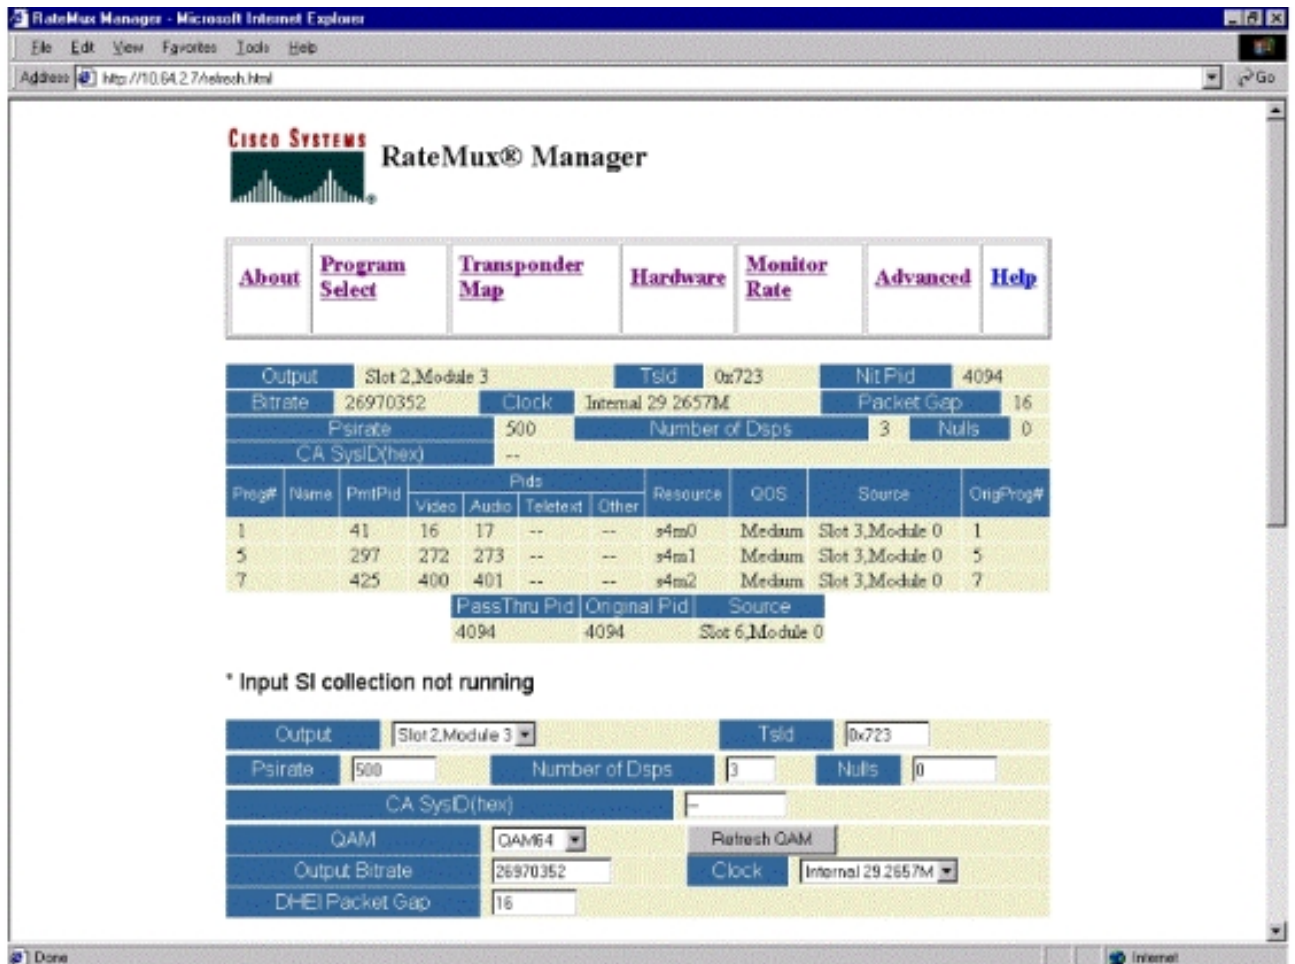 RateMux Manager - Microsoft Internet Explorer
File Edit View Favorites Tools Help
Address http://10.64.2.7/refresh.html Go
CISCO SYSTEMS
RateMux® Manager
About Program Select Transponder Map Hardware Monitor Rate Advanced Help
Output Slot 2,Module 3 TsId 0x723 Nit Pid 4094
Bitrate 26970352 Clock Internal 29.2657M Packet Gap 16
Psirate 500 Number of Dsps 3 Nulls 0
CA SysID(hex) --
Prog# Name PmtPid Pids Resource QOS Source OrigProg#
Video Audio Teletext Other
1 41 16 17 -- -- s4m0 Medium Slot 3,Module 0 1
5 297 272 273 -- -- s4m1 Medium Slot 3,Module 0 5
7 425 400 401 -- -- s4m2 Medium Slot 3,Module 0 7
PassThru Pid Original Pid Source
4094 4094 Slot 6,Module 0
* Input SI collection not running
Output Slot 2,Module 3 TsId 0x723
Psirate 500 Number of Dsps 3 Nulls 0
CA SysID(hex) --
QAM QAM64 Refresh QAM
Output Bitrate 26970352 Clock Internal 29.2657M
DHEI Packet Gap 16
Done Internet